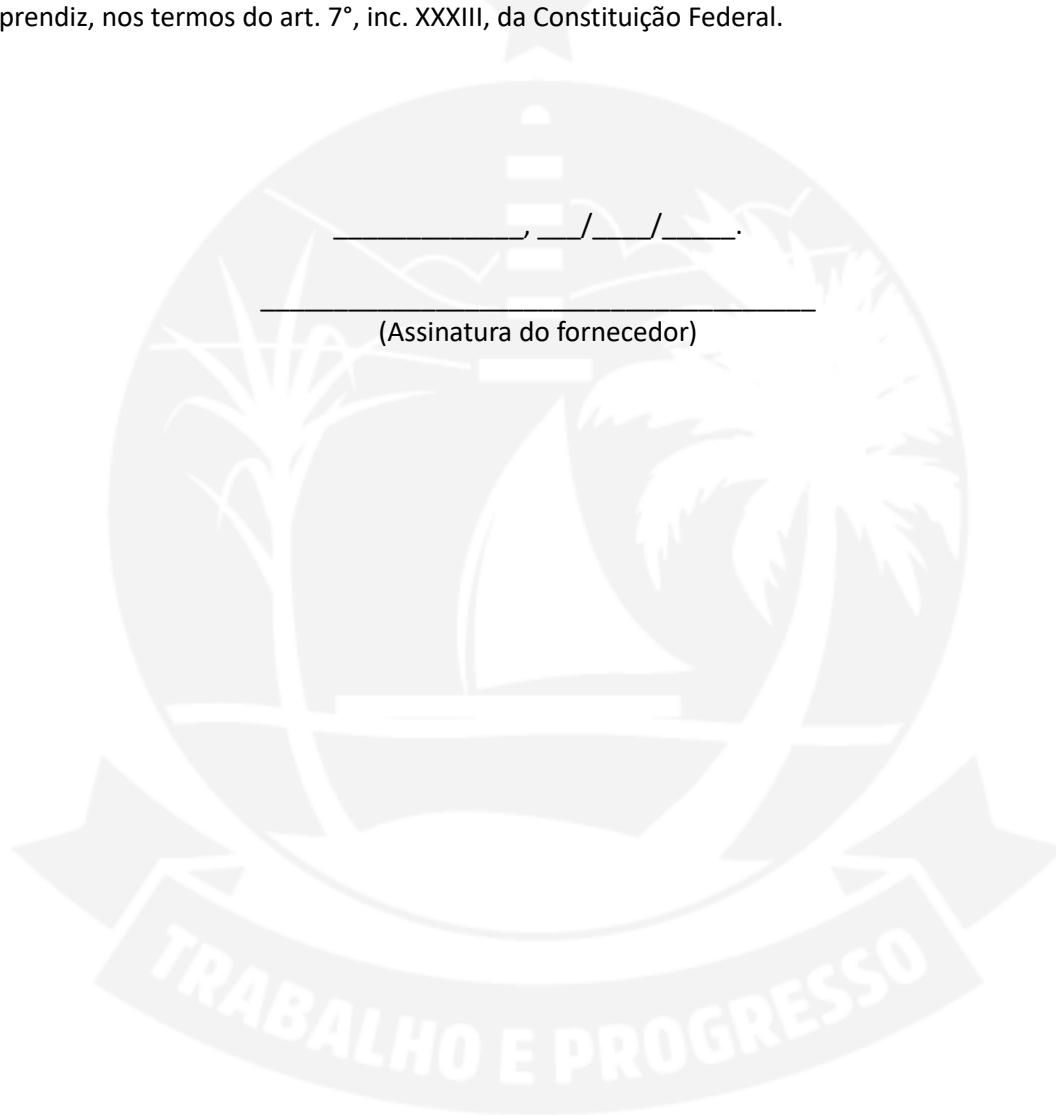 prendiz, nos termos do art. 7°, inc. XXXIII, da Constituição Federal.
_____________, ___/____/_____.
______________________________________
(Assinatura do fornecedor)
TRABALHO E PROGRESSO